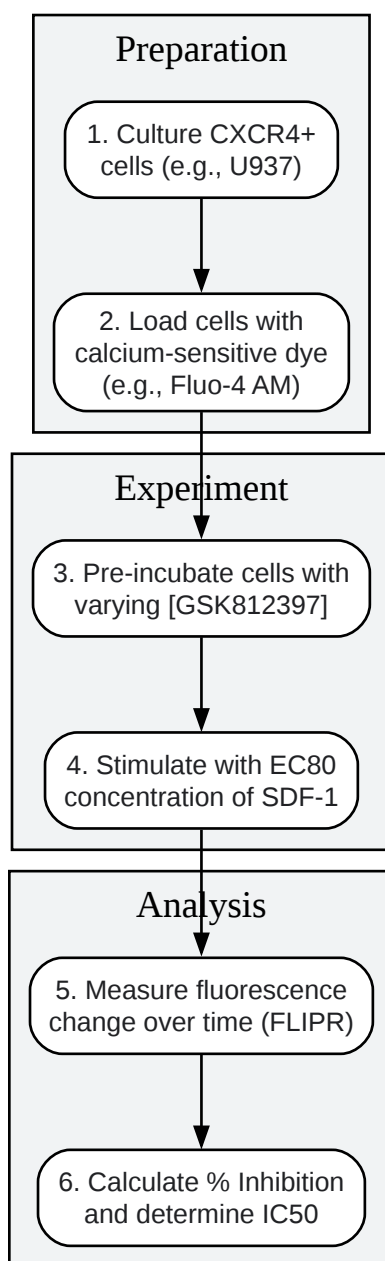 Preparation
1. Culture CXCR4+
cells (e.g., U937)
2. Load cells with
calcium-sensitive dye
(e.g., Fluo-4 AM)
Experiment
3. Pre-incubate cells with
varying [GSK812397]
4. Stimulate with EC80
concentration of SDF-1
Analysis
5. Measure fluorescence
change over time (FLIPR)
6. Calculate % Inhibition
and determine IC50